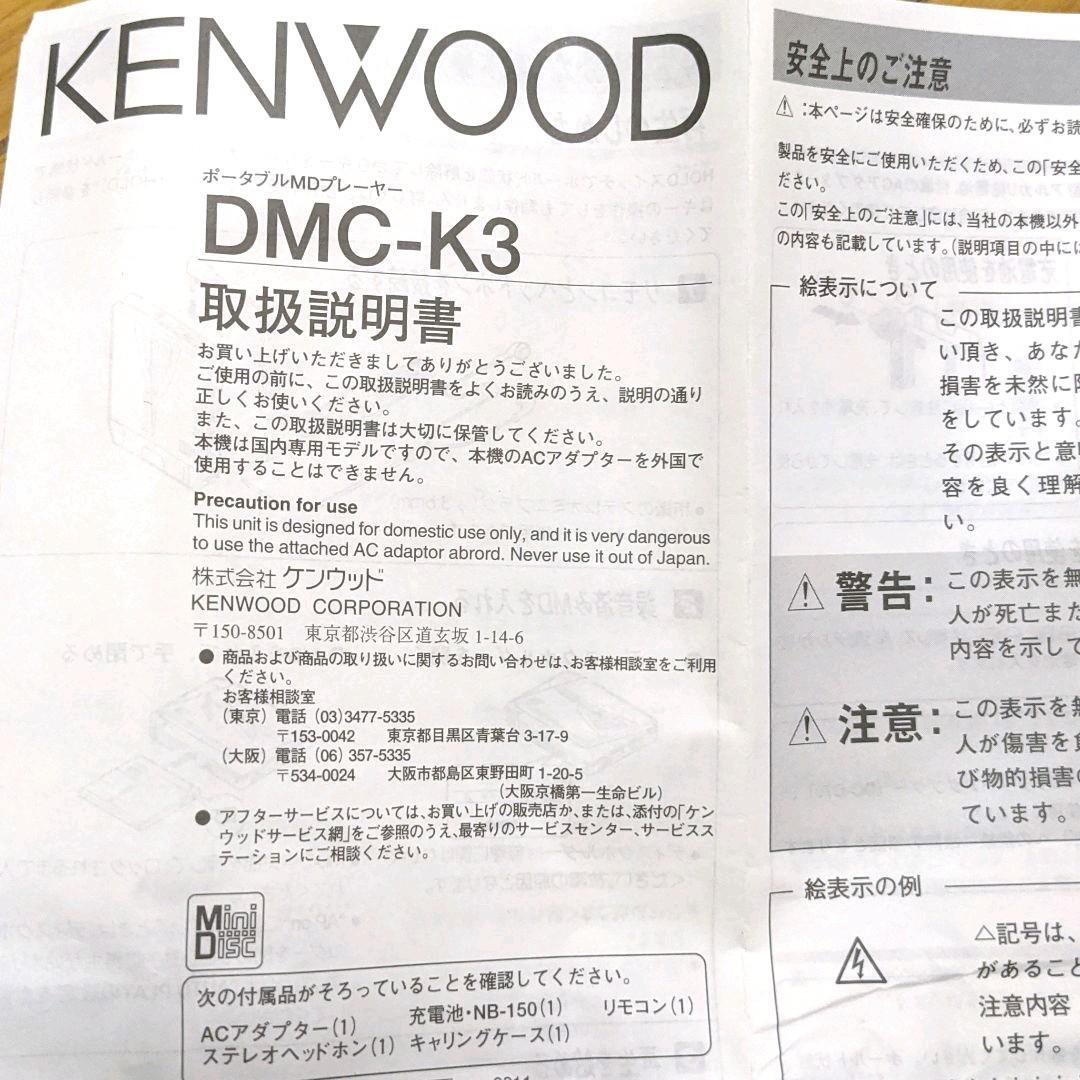 KENWOOD
ポータブルMDプレーヤー
DMC-K3
取扱説明書
お買い上げいただきましてありがとうございました。
ご使用の前に、この取扱説明書をよくお読みのうえ、説明の通り
正しくお使いください。
また、この取扱説明書は大切に保管してください。
本機は国内専用モデルですので、本機のACアダプターを外国で
使用することはできません。
Precaution for use
This unit is designed for domestic use only, and it is very dangerous
to use the attached AC adaptor abrord. Never use it out of Japan.
株式会社 ケンウッド
KENWOOD CORPORATION
〒150-8501 東京都渋谷区道玄坂 1-14-6
● 商品および商品の取り扱いに関するお問い合わせは、お客様相談室をご利用
ください。
お客様相談室
(東京) 電話 (03)3477-5335
〒153-0042 東京都目黒区青葉台 3-17-9
(大阪) 電話 (06) 357-5335
〒534-0024 大阪市都島区東野田町 1-20-5
(大阪京橋第一生命ビル)
● アフターサービスについては、お買い上げの販売店か、または、添付の「ケン
ウッドサービス網」をご参照のうえ、最寄りのサービスセンター、サービスス
テーションにご相談ください。
Mini
Disc
次の付属品がそろっていることを確認してください。
ACアダプター(1) 充電池・NB-150(1) リモコン(1)
ステレオヘッドホン(1) キャリングケース(1)
安全上のご注意
⚠ :本ページは安全確保のために、必ずお読
製品を安全にご使用いただくため、この「安全
ださい。
この「安全上のご注意」には、当社の本機以外
の内容も記載しています。(説明項目の中には
絵表示について
この取扱説明書
い頂き、あなた
損害を未然に防
をしています。
その表示と意味
容を良く理解
い。
⚠ 警告: この表示を無
人が死亡また
内容を示して
⚠ 注意: この表示を無
人が傷害を負
び物的損害の
ています。
絵表示の例
△記号は、
があること
注意内容
います。